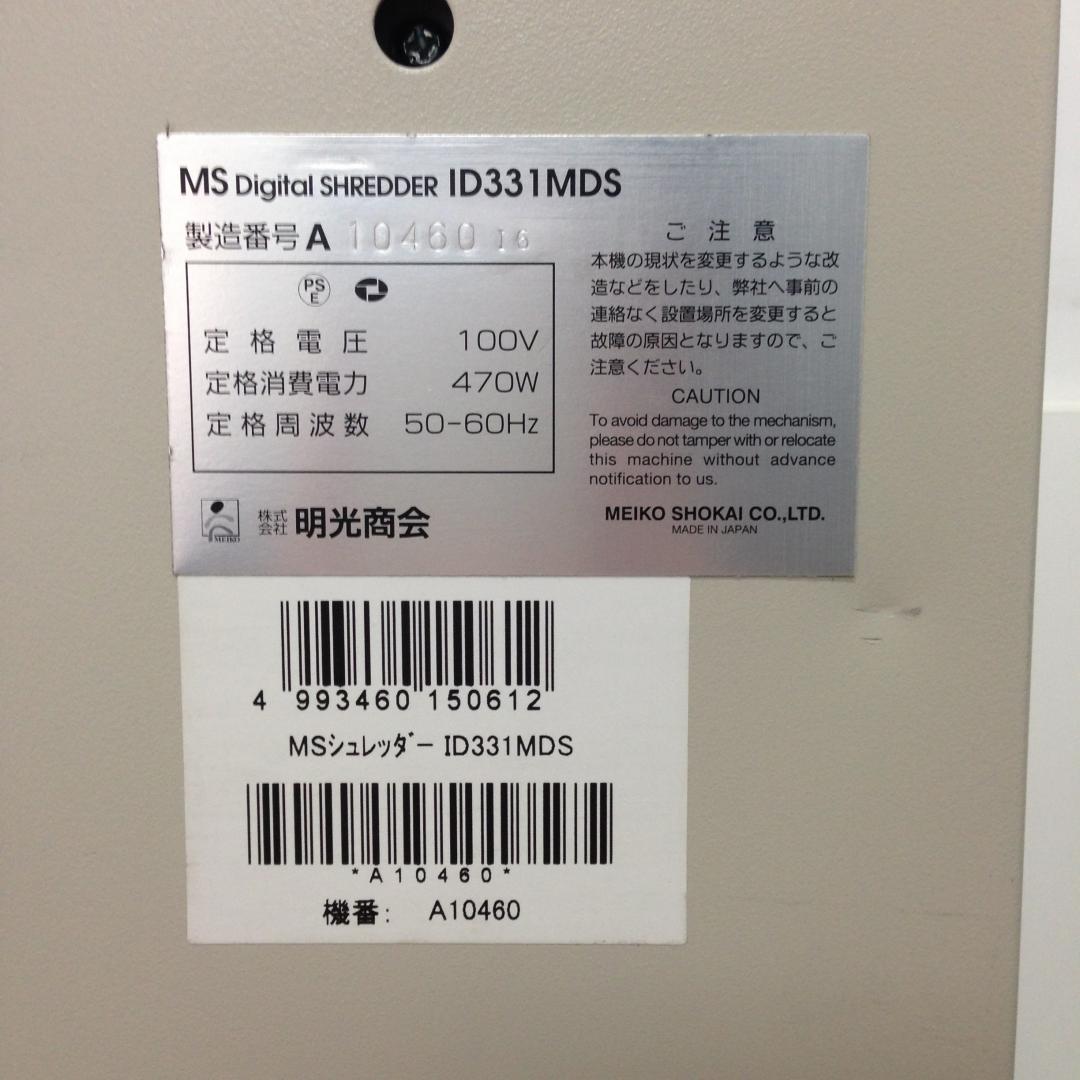 MS Digital SHREDDER ID331MDS
製造番号 A 10460 16
PS
E
定格電圧 100V
定格消費電力 470W
定格周波数 50-60Hz
ご注意
本機の現状を変更するような改
造などをしたり、弊社へ事前の
連絡なく設置場所を変更すると
故障の原因となりますので、ご
注意ください。
CAUTION
To avoid damage to the mechanism,
please do not tamper with or relocate
this machine without advance
notification to us.
MEIKO
株式会社 明光商会
MEIKO SHOKAI CO.,LTD.
MADE IN JAPAN
4 993460 150612
MSシュレッダー ID331MDS
*A10460*
機番: A10460